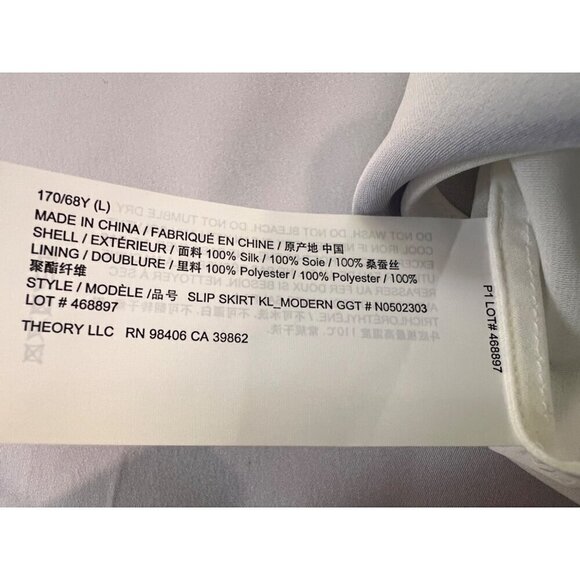 170/68Y (L)
MADE IN CHINA / FABRIQUÉ EN CHINE / 原产地 中国
SHELL / EXTÉRIEUR / 面料 100% Silk / 100% Soie / 100% 桑蚕丝
LINING / DOUBLURE / 里料 100% Polyester / 100% Polyester / 100%
聚酯纤维
STYLE / MODÈLE /品号 SLIP SKIRT KL_MODERN GGT # N0502303
LOT # 468897
THEORY LLC RN 98406 CA 39862
P1 LOT# 468897